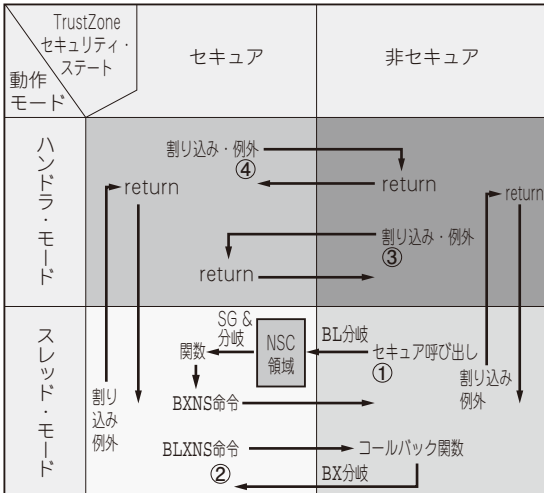 TrustZone
セキュリティ・
ステート
動作
モード
セキュア
非セキュア
ハンドラ・モード
割り込み・例外
④
return
return
return
割り込み・例外
③
return
スレッド・モード
SG &
分岐
関数
NSC
領域
BL分岐
セキュア呼び出し
①
BXNS命令
割り
込み
例外
割り込み
例外
BLXNS命令
②
コールバック関数
BX分岐